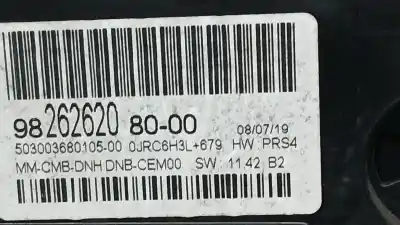 98 262620 80-00
08/07/19
503003680105-00 0JRC6H3L+679 HW PRS4
MM-CMB-DNH DNB-CEM00 SW 11.42 B2